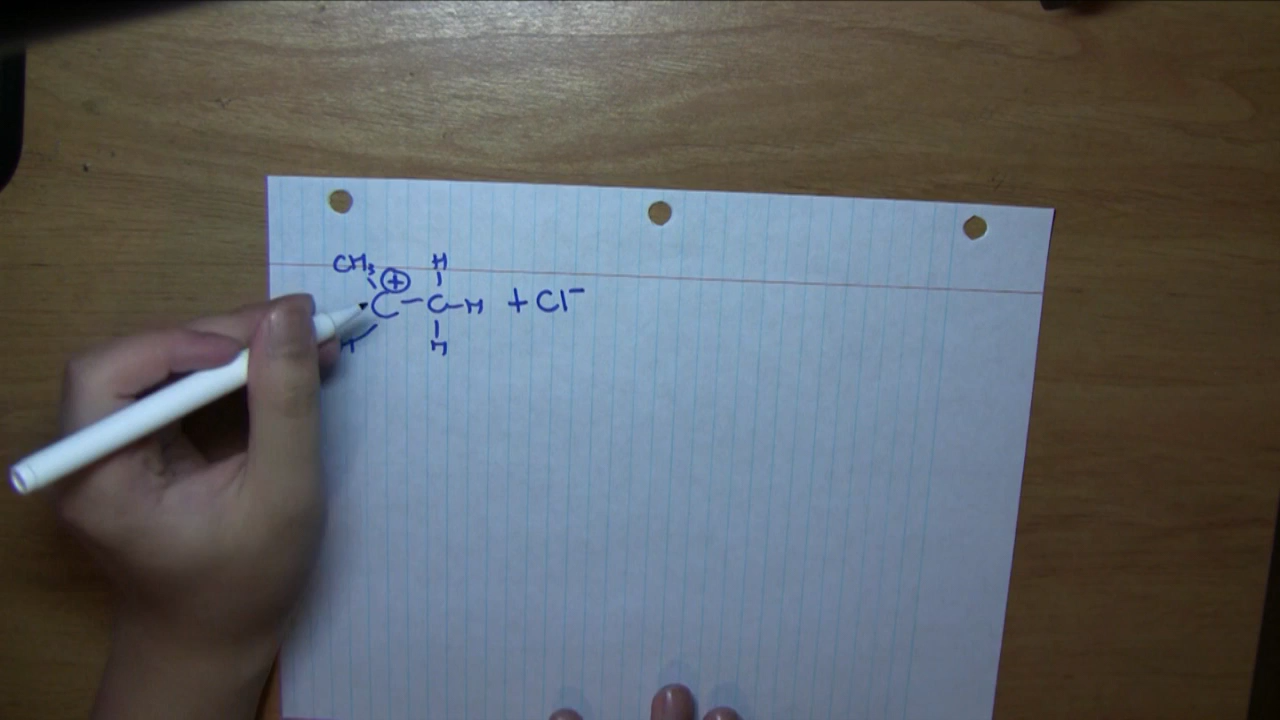 CH₃ H
⊕
C – C – H + Cl⁻
H H